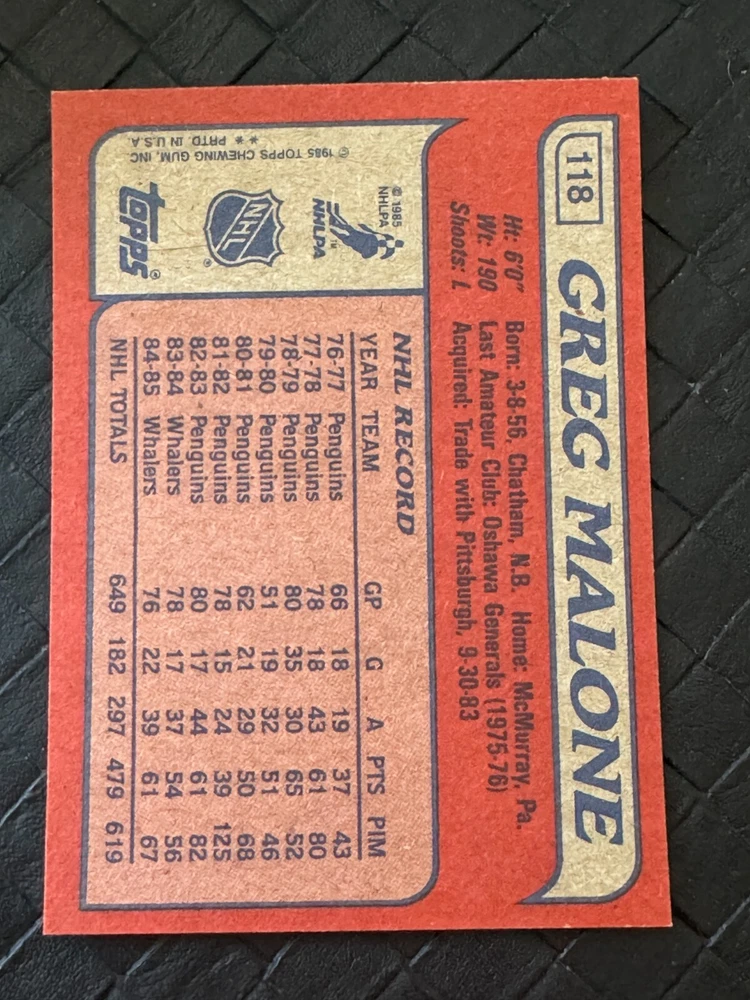 118
GREG MALONE
Ht: 6'0" Born: 3-8-56, Chatham, N.B. Home: McMurray, Pa.
Wt: 190 Last Amateur Club: Oshawa Generals (1975-76)
Shoots: L Acquired: Trade with Pittsburgh, 9-30-83
© 1985
NHLPA
NHLPA
TM
NHL
®
topps®
© 1985 TOPPS CHEWING GUM, INC
** PRTD. IN U.S.A
NHL RECORD
YEAR TEAM GP G A PTS PIM
76-77 Penguins 66 18 19 37 43
77-78 Penguins 78 18 43 61 80
78-79 Penguins 80 35 30 65 52
79-80 Penguins 51 19 32 51 46
80-81 Penguins 62 21 29 50 68
81-82 Penguins 78 15 24 39 125
82-83 Penguins 80 17 44 61 82
83-84 Whalers 78 17 37 54 56
84-85 Whalers 76 22 39 61 67
NHL TOTALS 649 182 297 479 619